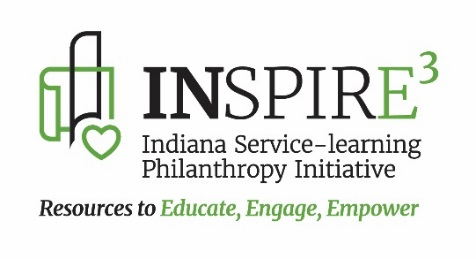 INSPIRE³
Indiana Service-learning
Philanthropy Initiative
Resources to Educate, Engage, Empower